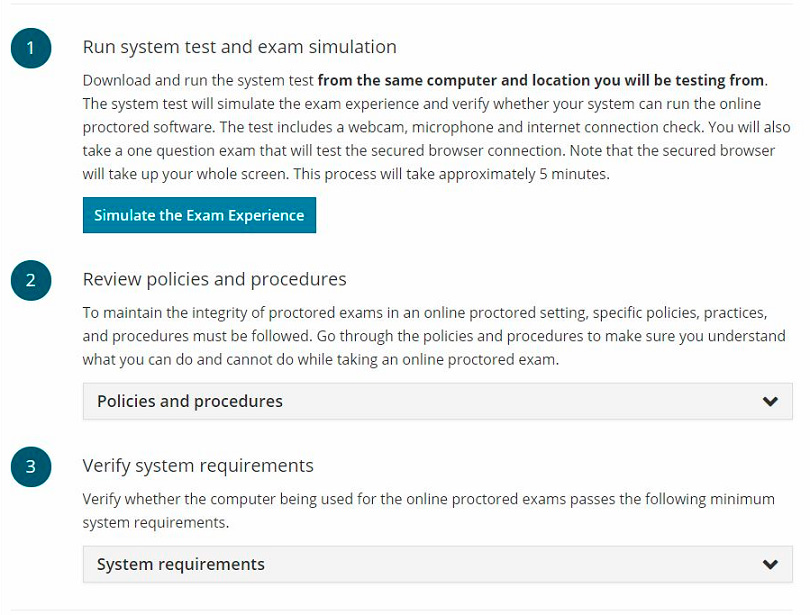 1
Run system test and exam simulation
Download and run the system test from the same computer and location you will be testing from.
The system test will simulate the exam experience and verify whether your system can run the online
proctored software. The test includes a webcam, microphone and internet connection check. You will also
take a one question exam that will test the secured browser connection. Note that the secured browser
will take up your whole screen. This process will take approximately 5 minutes.
Simulate the Exam Experience
2
Review policies and procedures
To maintain the integrity of proctored exams in an online proctored setting, specific policies, practices,
and procedures must be followed. Go through the policies and procedures to make sure you understand
what you can do and cannot do while taking an online proctored exam.
Policies and procedures
3
Verify system requirements
Verify whether the computer being used for the online proctored exams passes the following minimum
system requirements.
System requirements